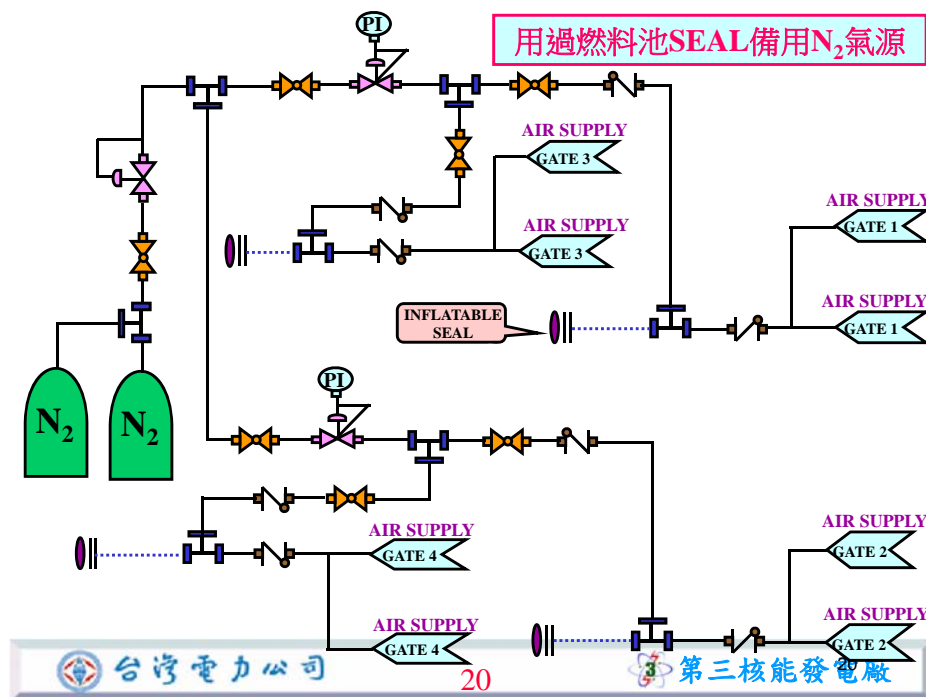 PI
用過燃料池SEAL備用N₂氣源
AIR SUPPLY
GATE 3
AIR SUPPLY
GATE 3
AIR SUPPLY
GATE 1
INFLATABLE
SEAL
AIR SUPPLY
GATE 1
N₂
N₂
PI
AIR SUPPLY
GATE 4
AIR SUPPLY
GATE 2
AIR SUPPLY
GATE 4
AIR SUPPLY
GATE 2
台灣電力公司
20
3
第三核能發電廠
20